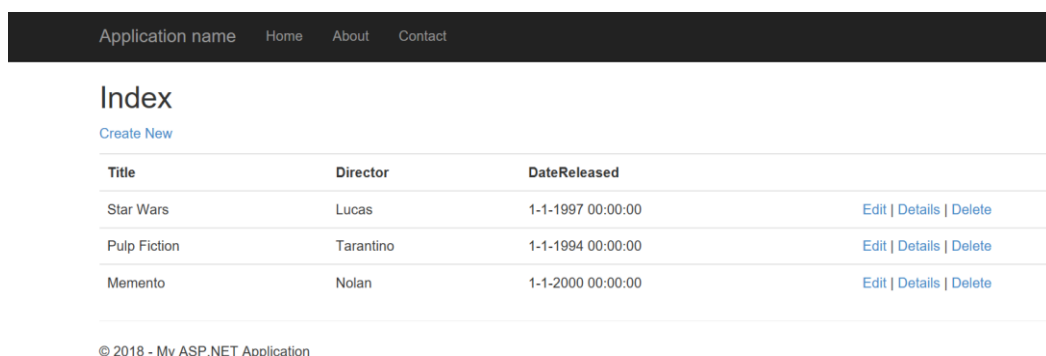 Application name Home About Contact
Index
Create New
Title Director DateReleased
Star Wars Lucas 1-1-1997 00:00:00 Edit | Details | Delete
Pulp Fiction Tarantino 1-1-1994 00:00:00 Edit | Details | Delete
Memento Nolan 1-1-2000 00:00:00 Edit | Details | Delete
© 2018 - My ASP.NET Application